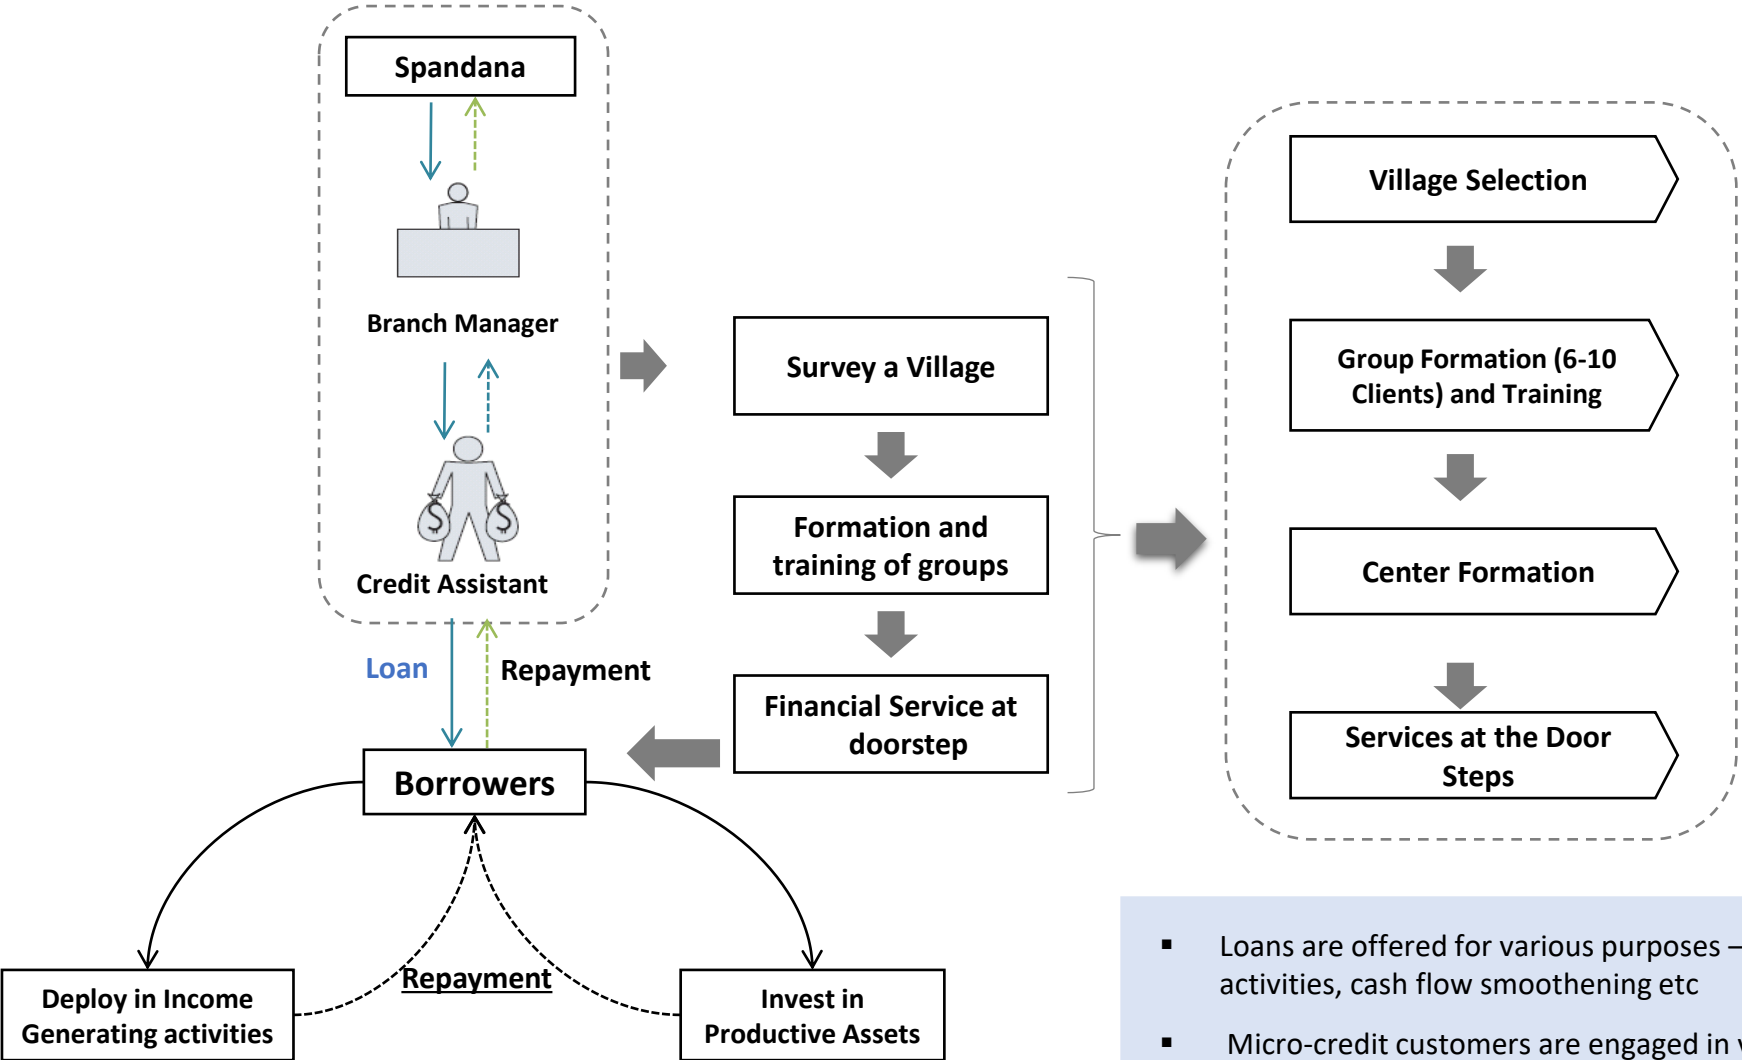 Spandana
Branch Manager
Credit Assistant
Loan
Repayment
Borrowers
Repayment
Deploy in Income
Generating activities
Invest in
Productive Assets
Survey a Village
Formation and
training of groups
Financial Service at
doorstep
Village Selection
Group Formation (6-10
Clients) and Training
Center Formation
Services at the Door
Steps
▪ Loans are offered for various purposes –
activities, cash flow smoothening etc
▪ Micro-credit customers are engaged in